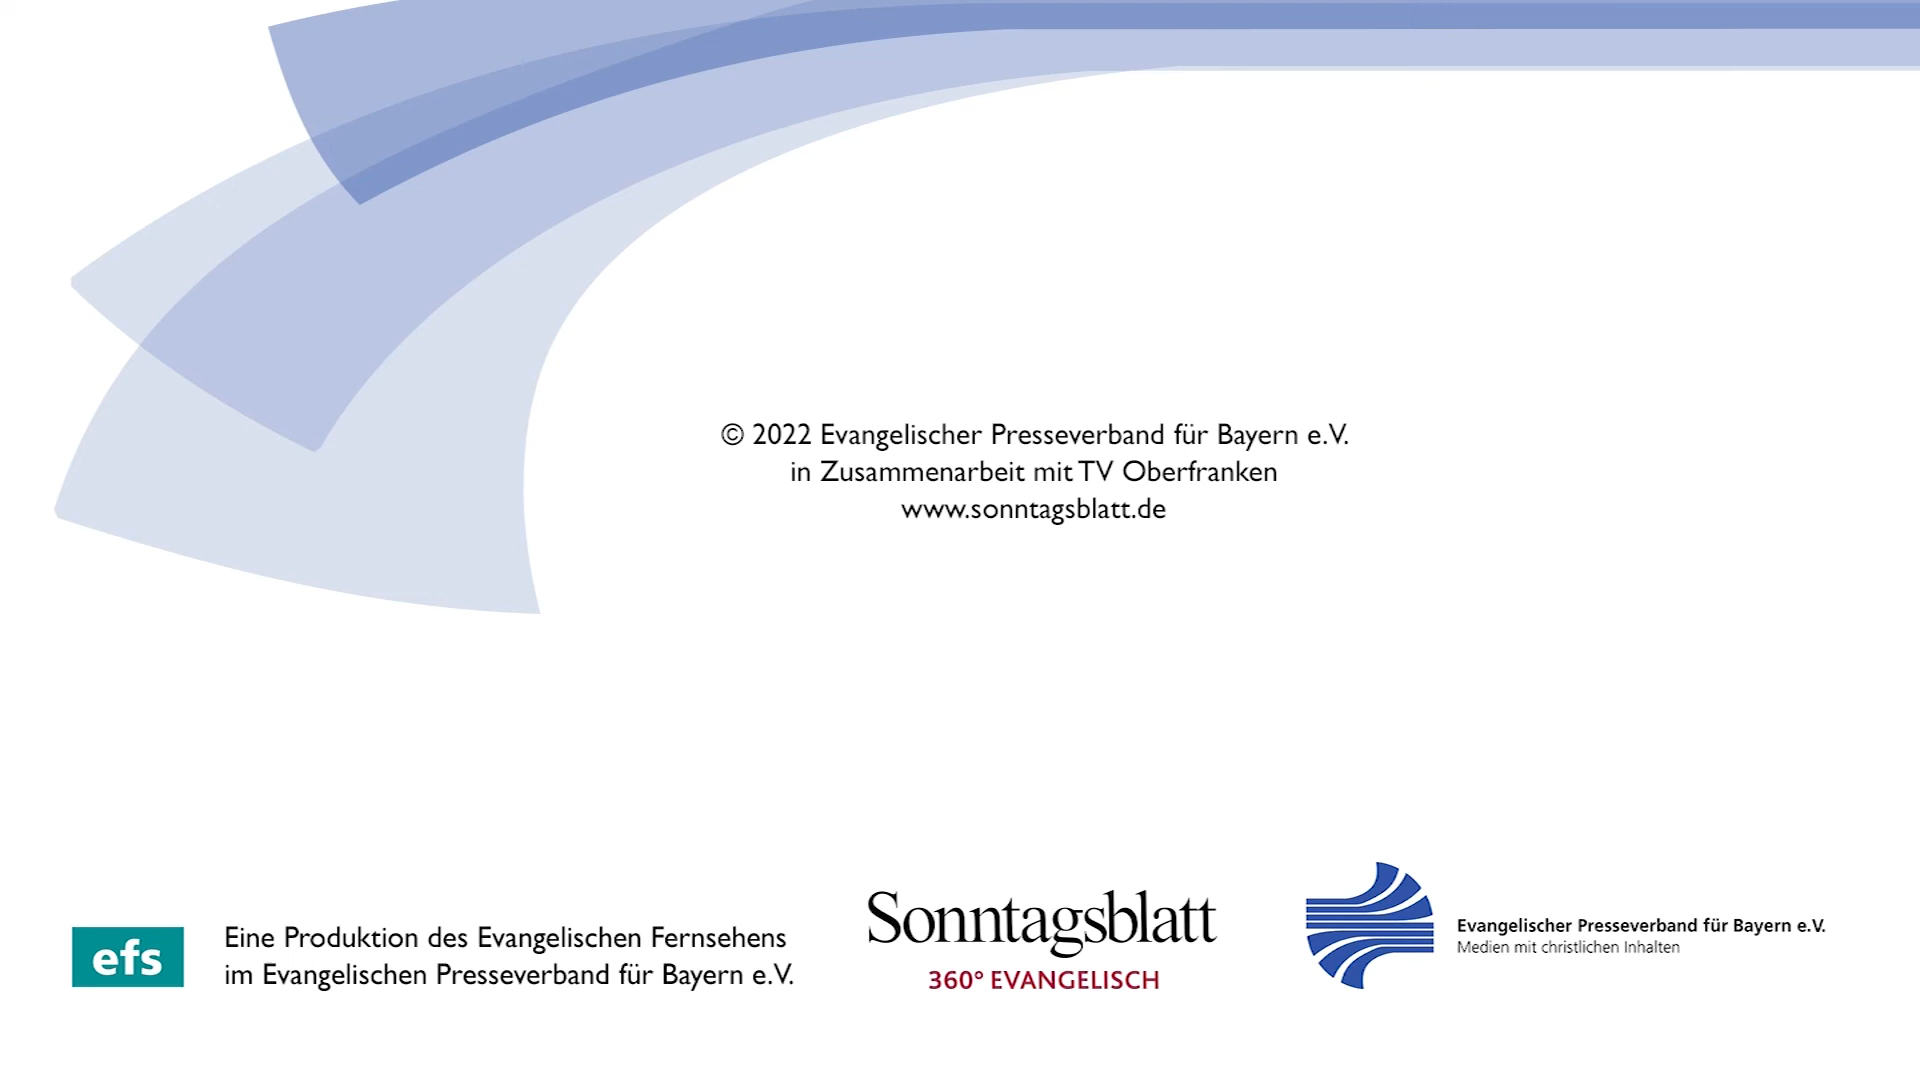 © 2022 Evangelischer Presseverband für Bayern e.V.
in Zusammenarbeit mit TV Oberfranken
www.sonntagsblatt.de
efs
Eine Produktion des Evangelischen Fernsehens
im Evangelischen Presseverband für Bayern e.V.
Sonntagsblatt
360° EVANGELISCH
Evangelischer Presseverband für Bayern e.V.
Medien mit christlichen Inhalten